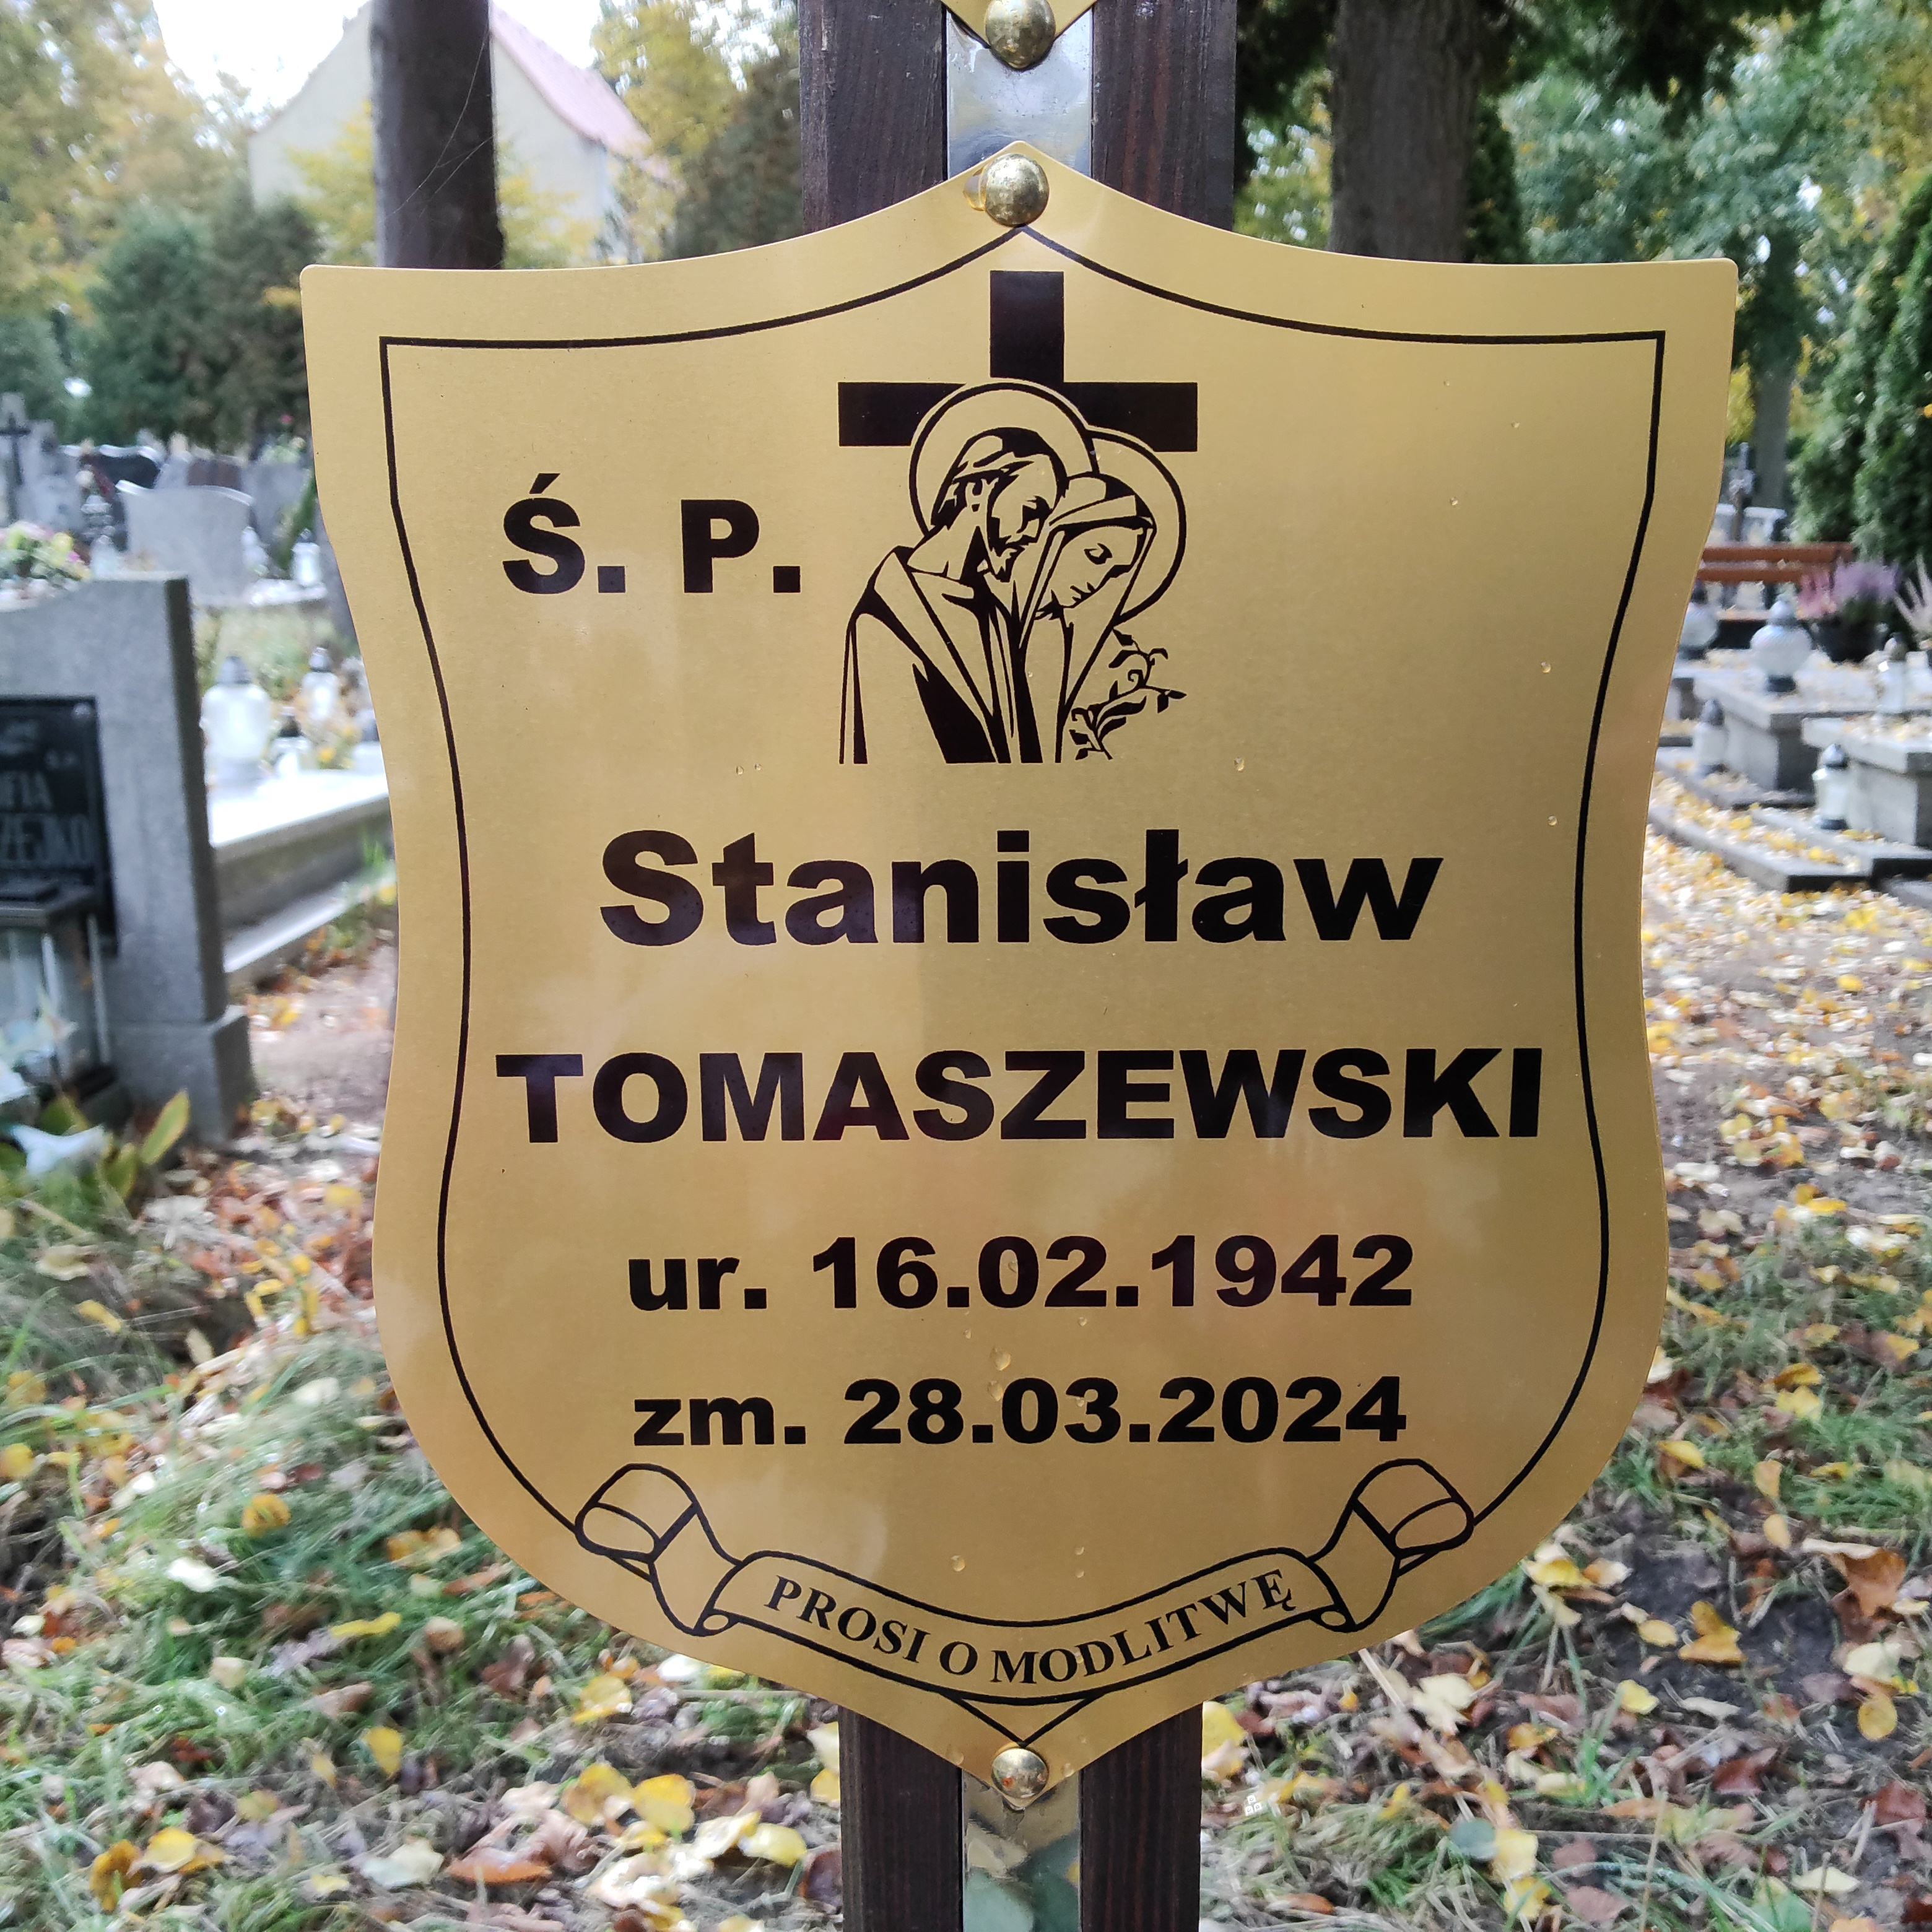 Ś. P.
Stanisław
TOMASZEWSKI
ur. 16.02.1942
zm. 28.03.2024
PROSI O MODLITWĘ